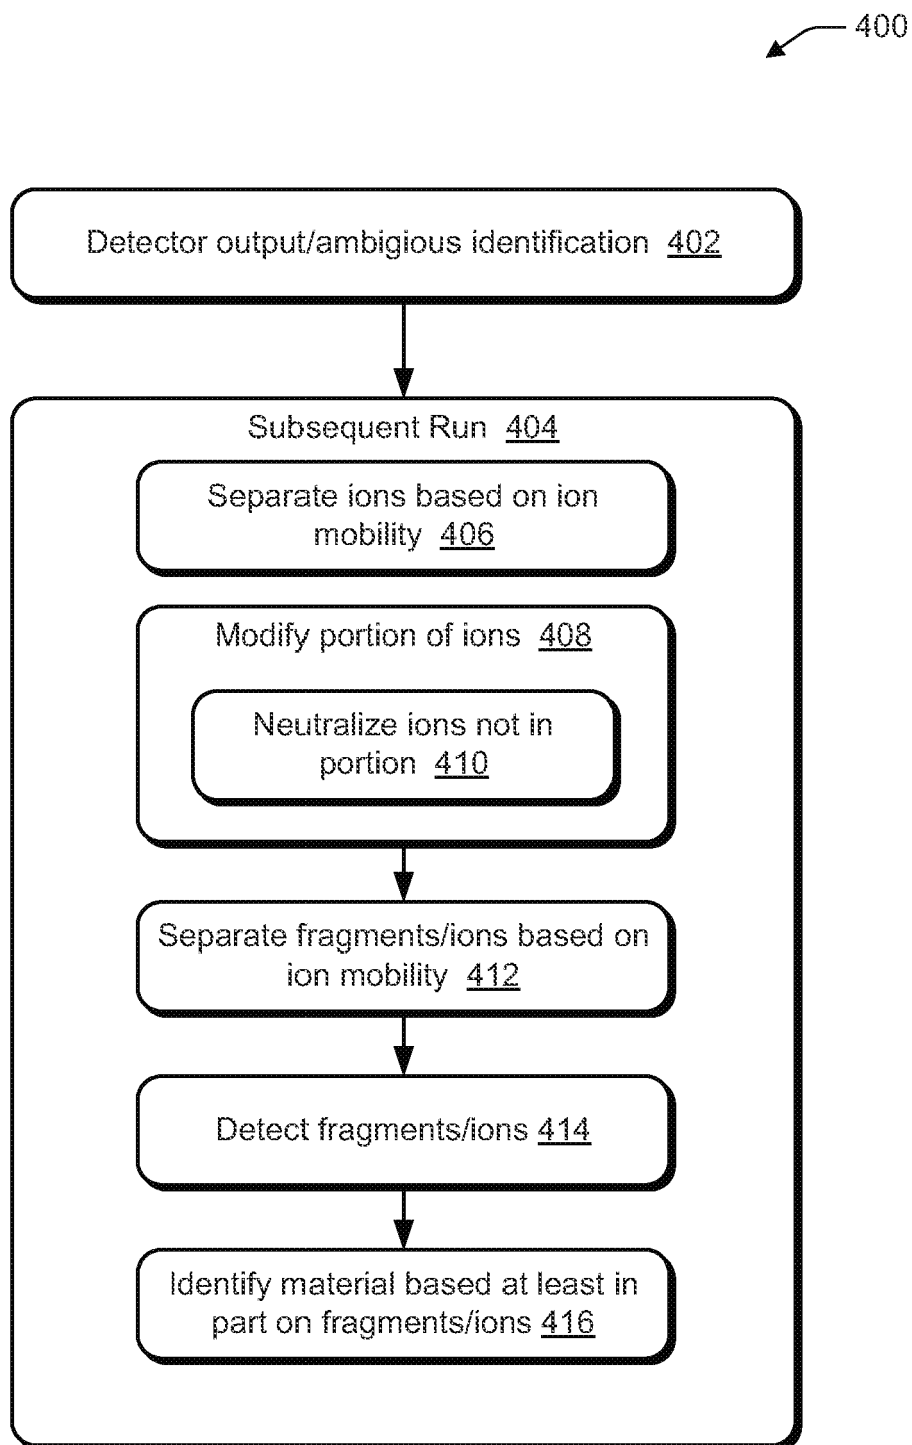 400
Detector output/ambigious identification 402
Subsequent Run 404
Separate ions based on ion
mobility 406
Modify portion of ions 408
Neutralize ions not in
portion 410
Separate fragments/ions based on
ion mobility 412
Detect fragments/ions 414
Identify material based at least in
part on fragments/ions 416